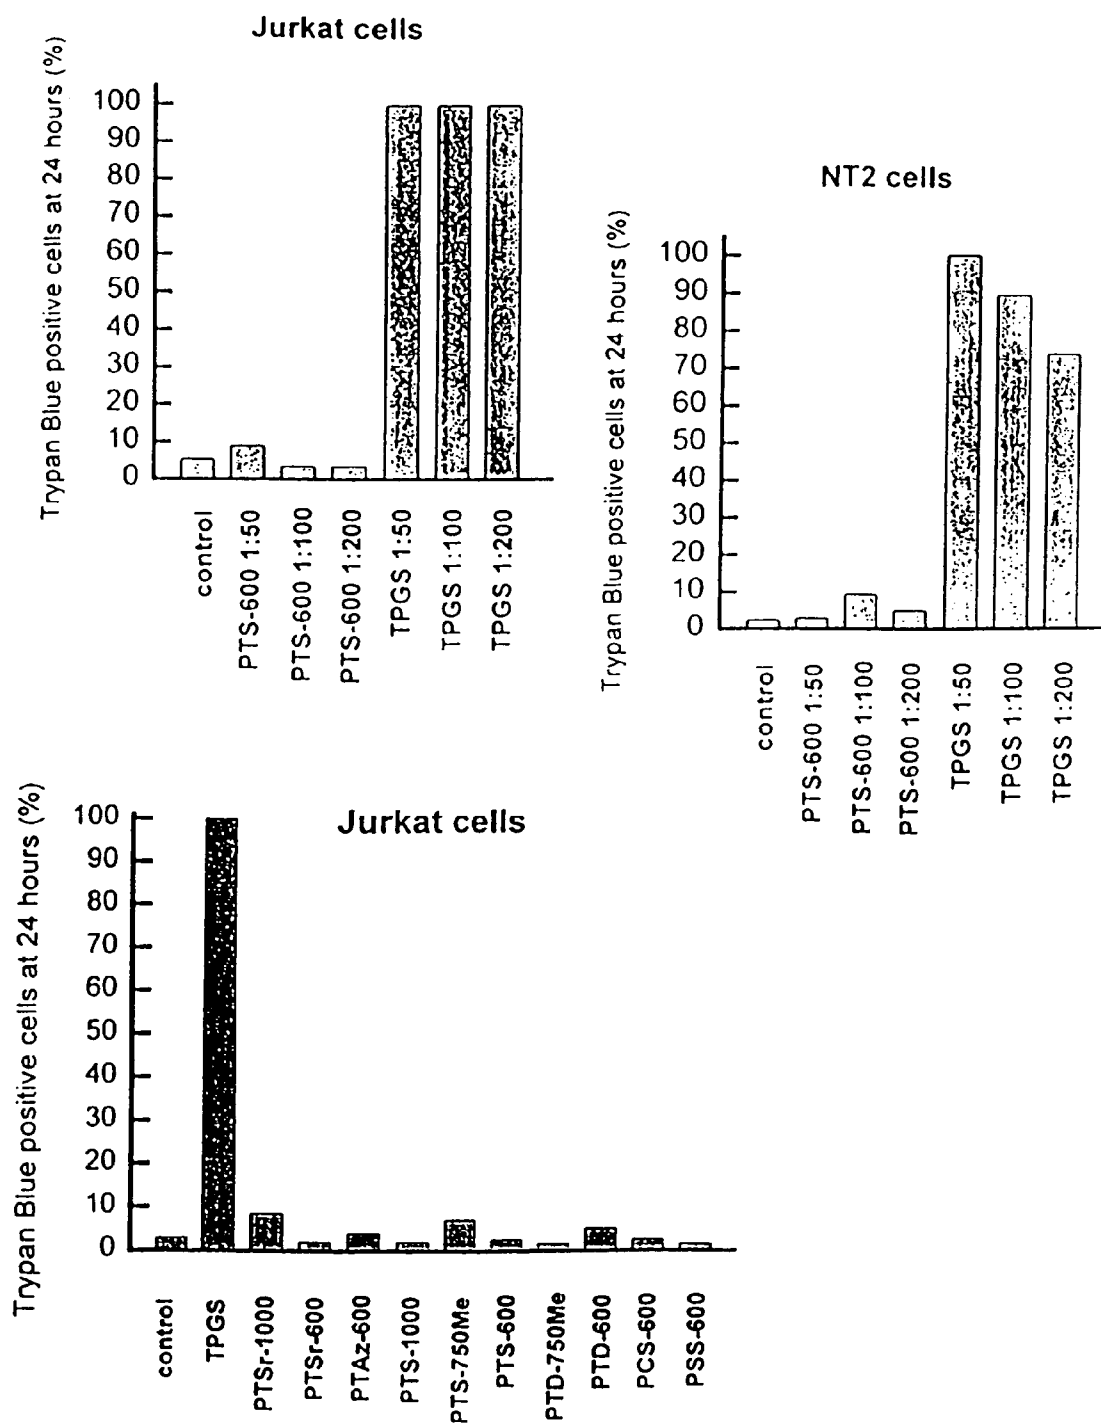 Jurkat cells
Trypan Blue positive cells at 24 hours (%)
100
90
80
70
60
50
40
30
20
10
0
control
PTS-600 1:50
PTS-600 1:100
PTS-600 1:200
TPGS 1:50
TPGS 1:100
TPGS 1:200
NT2 cells
Trypan Blue positive cells at 24 hours (%)
100
90
80
70
60
50
40
30
20
10
0
control
PTS-600 1:50
PTS-600 1:100
PTS-600 1:200
TPGS 1:50
TPGS 1:100
TPGS 1:200
Jurkat cells
Trypan Blue positive cells at 24 hours (%)
100
90
80
70
60
50
40
30
20
10
0
control
TPGS
PTSr-1000
PTSr-600
PTAz-600
PTS-1000
PTS-750Me
PTS-600
PTD-750Me
PTD-600
PCS-600
PSS-600